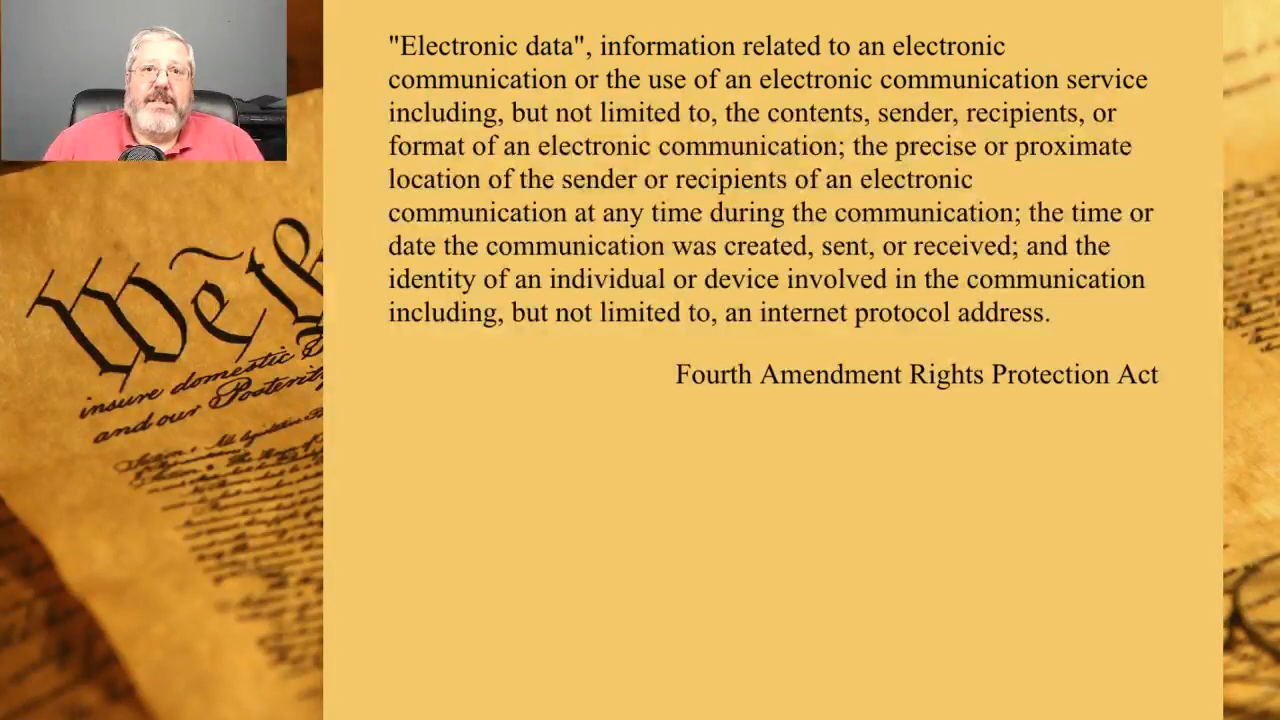 "Electronic data", information related to an electronic
communication or the use of an electronic communication service
including, but not limited to, the contents, sender, recipients, or
format of an electronic communication; the precise or proximate
location of the sender or recipients of an electronic
communication at any time during the communication; the time or
date the communication was created, sent, or received; and the
identity of an individual or device involved in the communication
including, but not limited to, an internet protocol address.
Fourth Amendment Rights Protection Act
We
insure domestic
and our Posterity